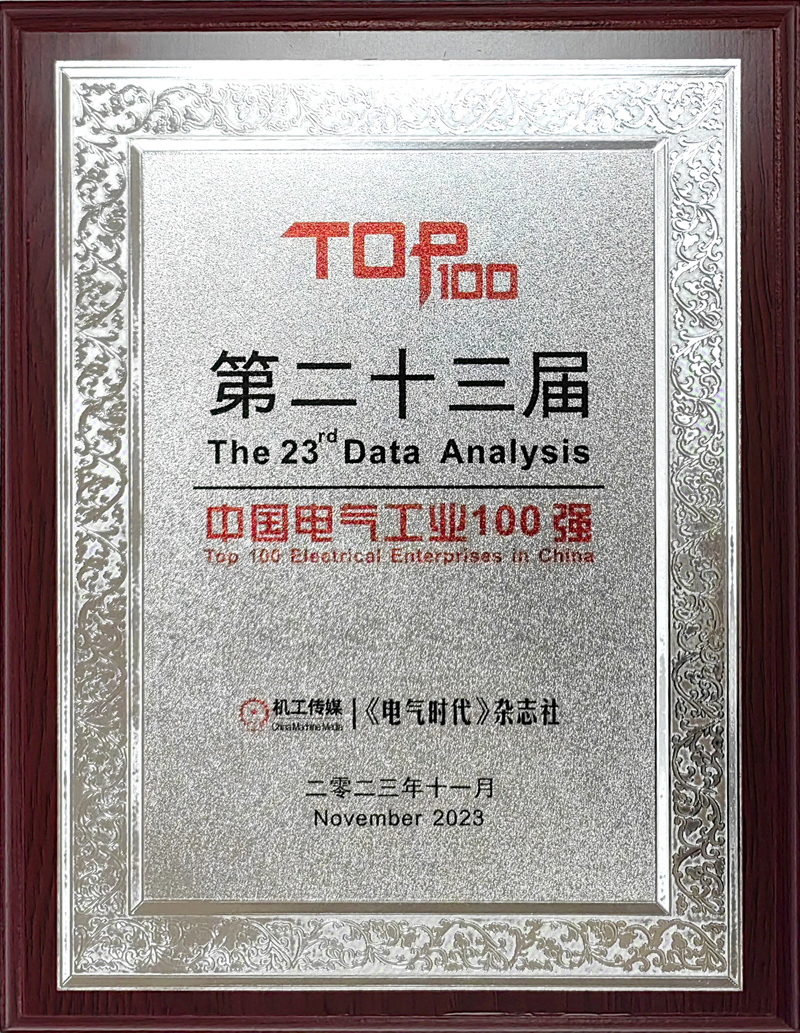 TOP100
第二十三届
The 23rd Data Analysis
中国电气工业100强
Top 100 Electrical Enterprises in China
机工传媒 |《电气时代》杂志社
China Machine Media
二零二三年十一月
November 2023